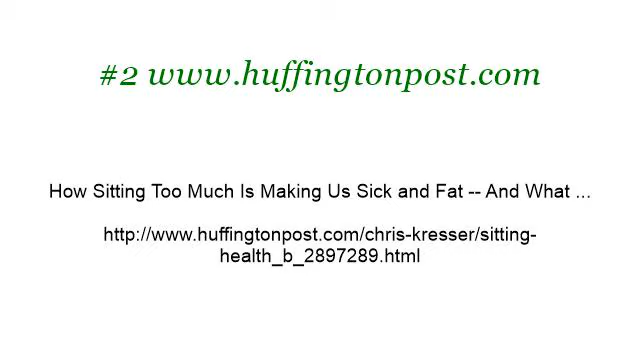 #2 www.huffingtonpost.com
How Sitting Too Much Is Making Us Sick and Fat -- And What ...
http://www.huffingtonpost.com/chris-kresser/sitting-
health_b_2897289.html